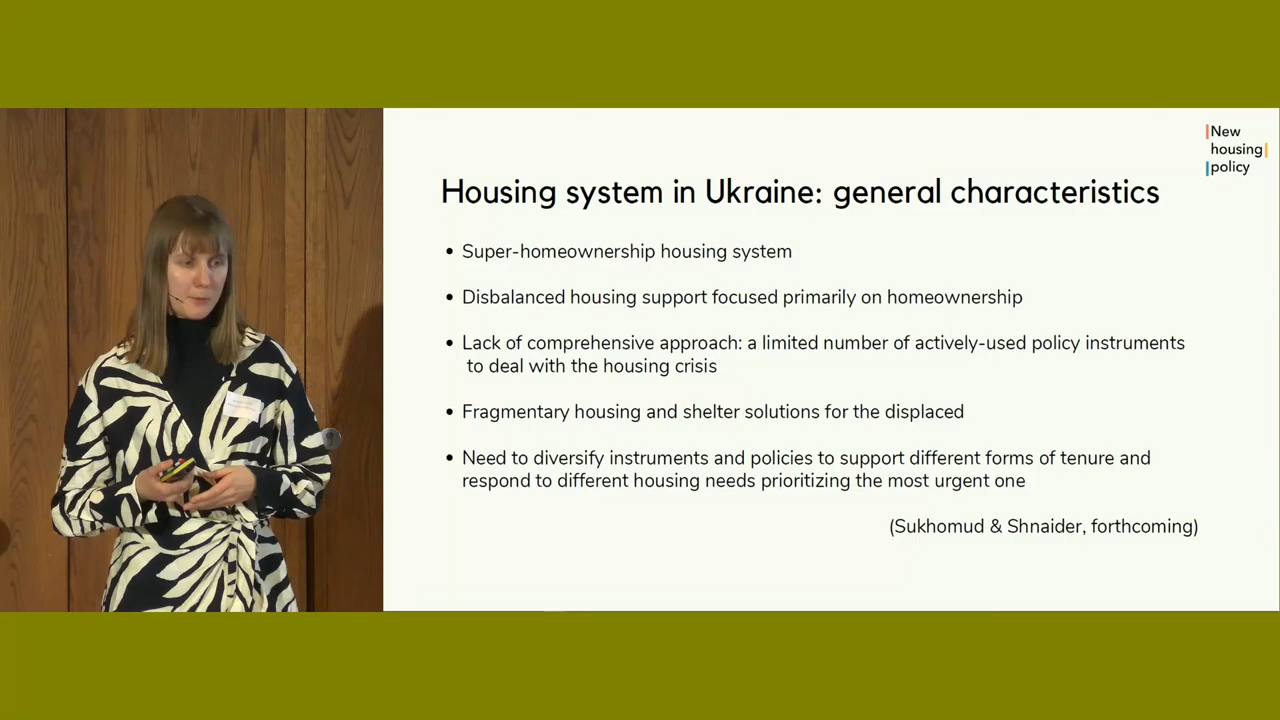 New
housing
policy
Housing system in Ukraine: general characteristics
• Super-homeownership housing system
• Disbalanced housing support focused primarily on homeownership
• Lack of comprehensive approach: a limited number of actively-used policy instruments
to deal with the housing crisis
• Fragmentary housing and shelter solutions for the displaced
• Need to diversify instruments and policies to support different forms of tenure and
respond to different housing needs prioritizing the most urgent one
(Sukhomud & Shnaider, forthcoming)